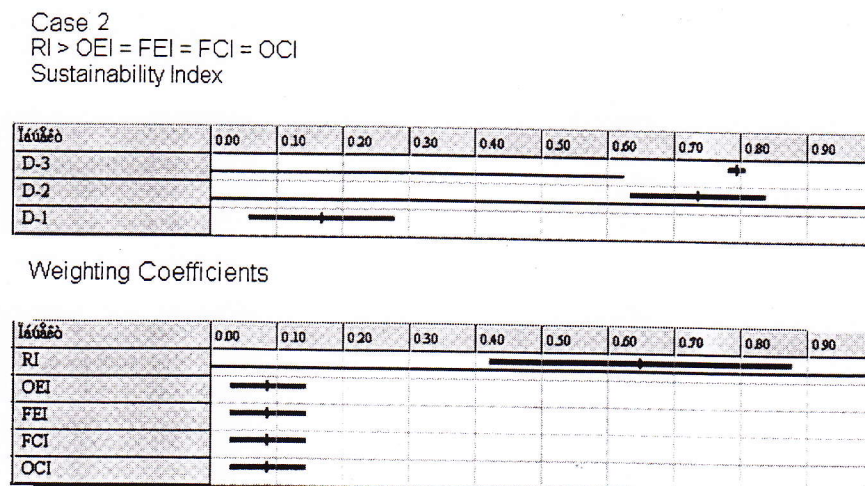 Case 2
RI > OEI = FEI = FCI = OCI
Sustainability Index
Ïáúåêò 0.00 0.10 0.20 0.30 0.40 0.50 0.60 0.70 0.80 0.90
D-3
D-2
D-1
Weighting Coefficients
Ïáúåêò 0.00 0.10 0.20 0.30 0.40 0.50 0.60 0.70 0.80 0.90
RI
OEI
FEI
FCI
OCI